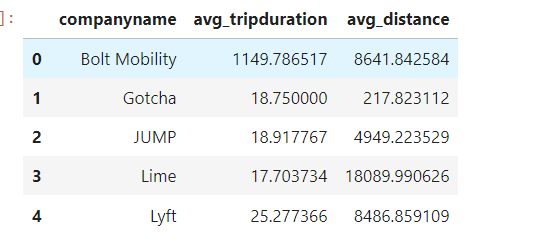 ]: companyname avg_tripduration avg_distance
0 Bolt Mobility 1149.786517 8641.842584
1 Gotcha 18.750000 217.823112
2 JUMP 18.917767 4949.223529
3 Lime 17.703734 18089.990626
4 Lyft 25.277366 8486.859109